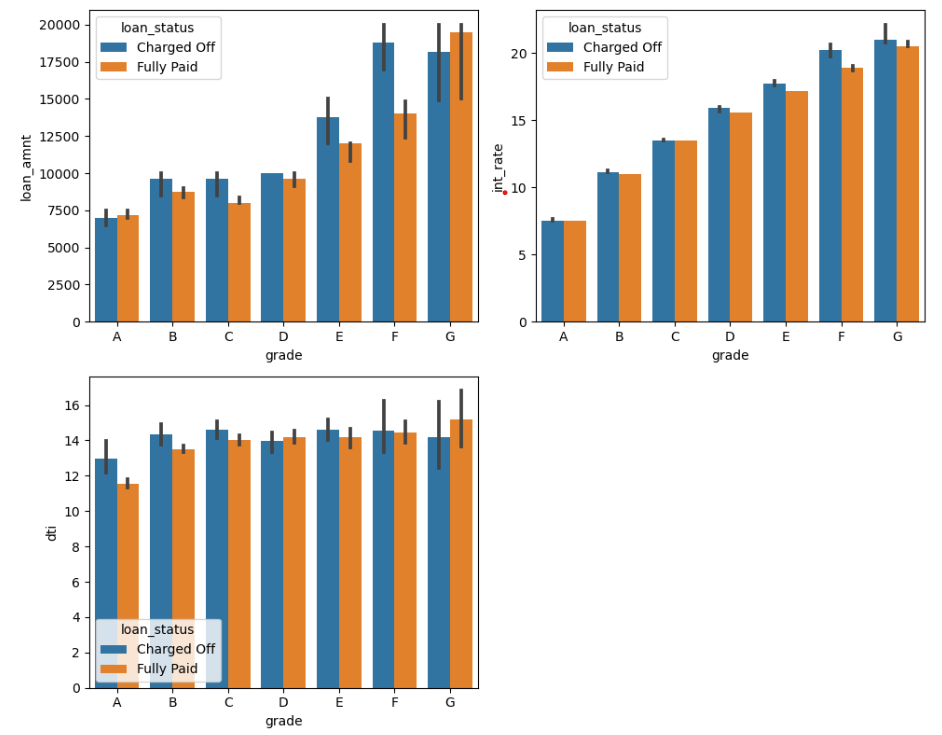 loan_amnt
20000
17500
15000
12500
10000
7500
5000
2500
0
loan_status
Charged Off
Fully Paid
A B C D E F G
grade
int_rate
20
15
10
5
0
loan_status
Charged Off
Fully Paid
A B C D E F G
grade
dti
16
14
12
10
8
6
4
2
0
loan_status
Charged Off
Fully Paid
A B C D E F G
grade